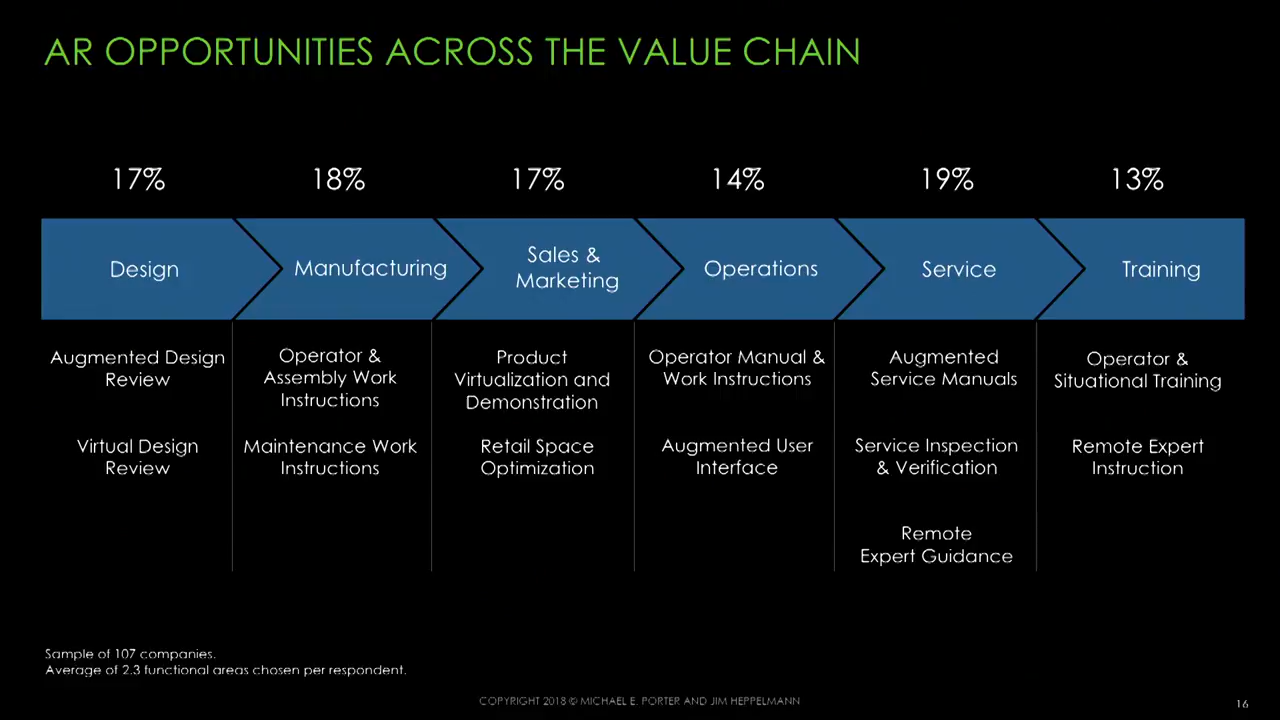 AR OPPORTUNITIES ACROSS THE VALUE CHAIN
17%
18%
17%
14%
19%
13%
Design
Manufacturing
Sales &
Marketing
Operations
Service
Training
Augmented Design
Review
Virtual Design
Review
Operator &
Assembly Work
Instructions
Maintenance Work
Instructions
Product
Virtualization and
Demonstration
Retail Space
Optimization
Operator Manual &
Work Instructions
Augmented User
Interface
Augmented
Service Manuals
Service Inspection
& Verification
Remote
Expert Guidance
Operator &
Situational Training
Remote Expert
Instruction
Sample of 107 companies.
Average of 2.3 functional areas chosen per respondent.
COPYRIGHT 2018 © MICHAEL E. PORTER AND JIM HEPPELMANN
16